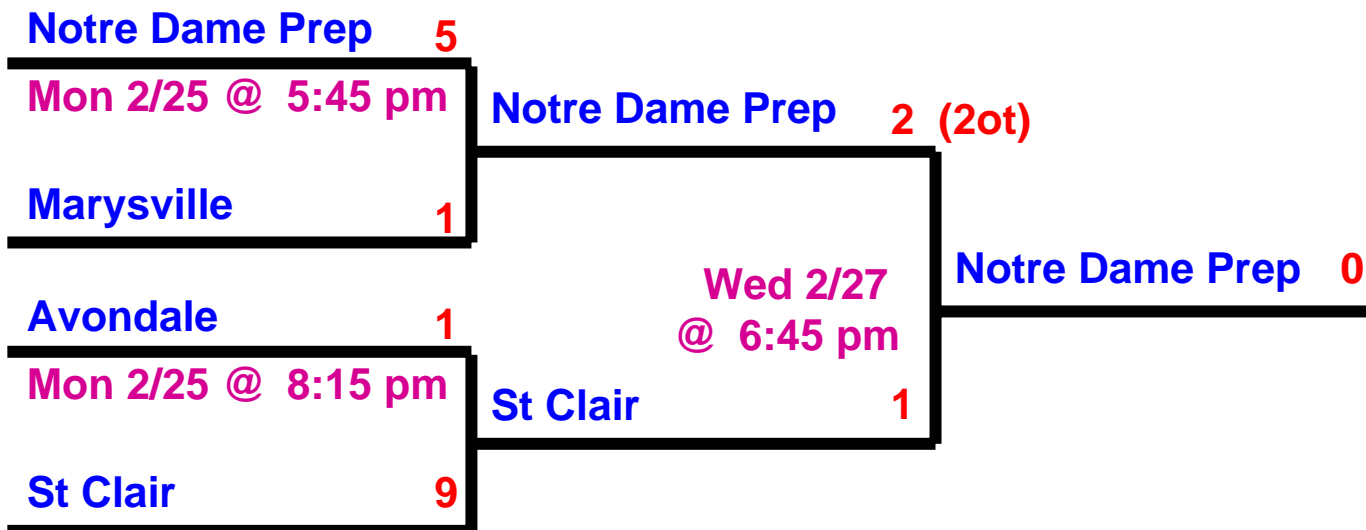 Notre Dame Prep 5
Mon 2/25 @ 5:45 pm
Notre Dame Prep 2 (2ot)
Marysville 1
Wed 2/27
@ 6:45 pm
Notre Dame Prep 0
Avondale 1
Mon 2/25 @ 8:15 pm
St Clair 1
St Clair 9